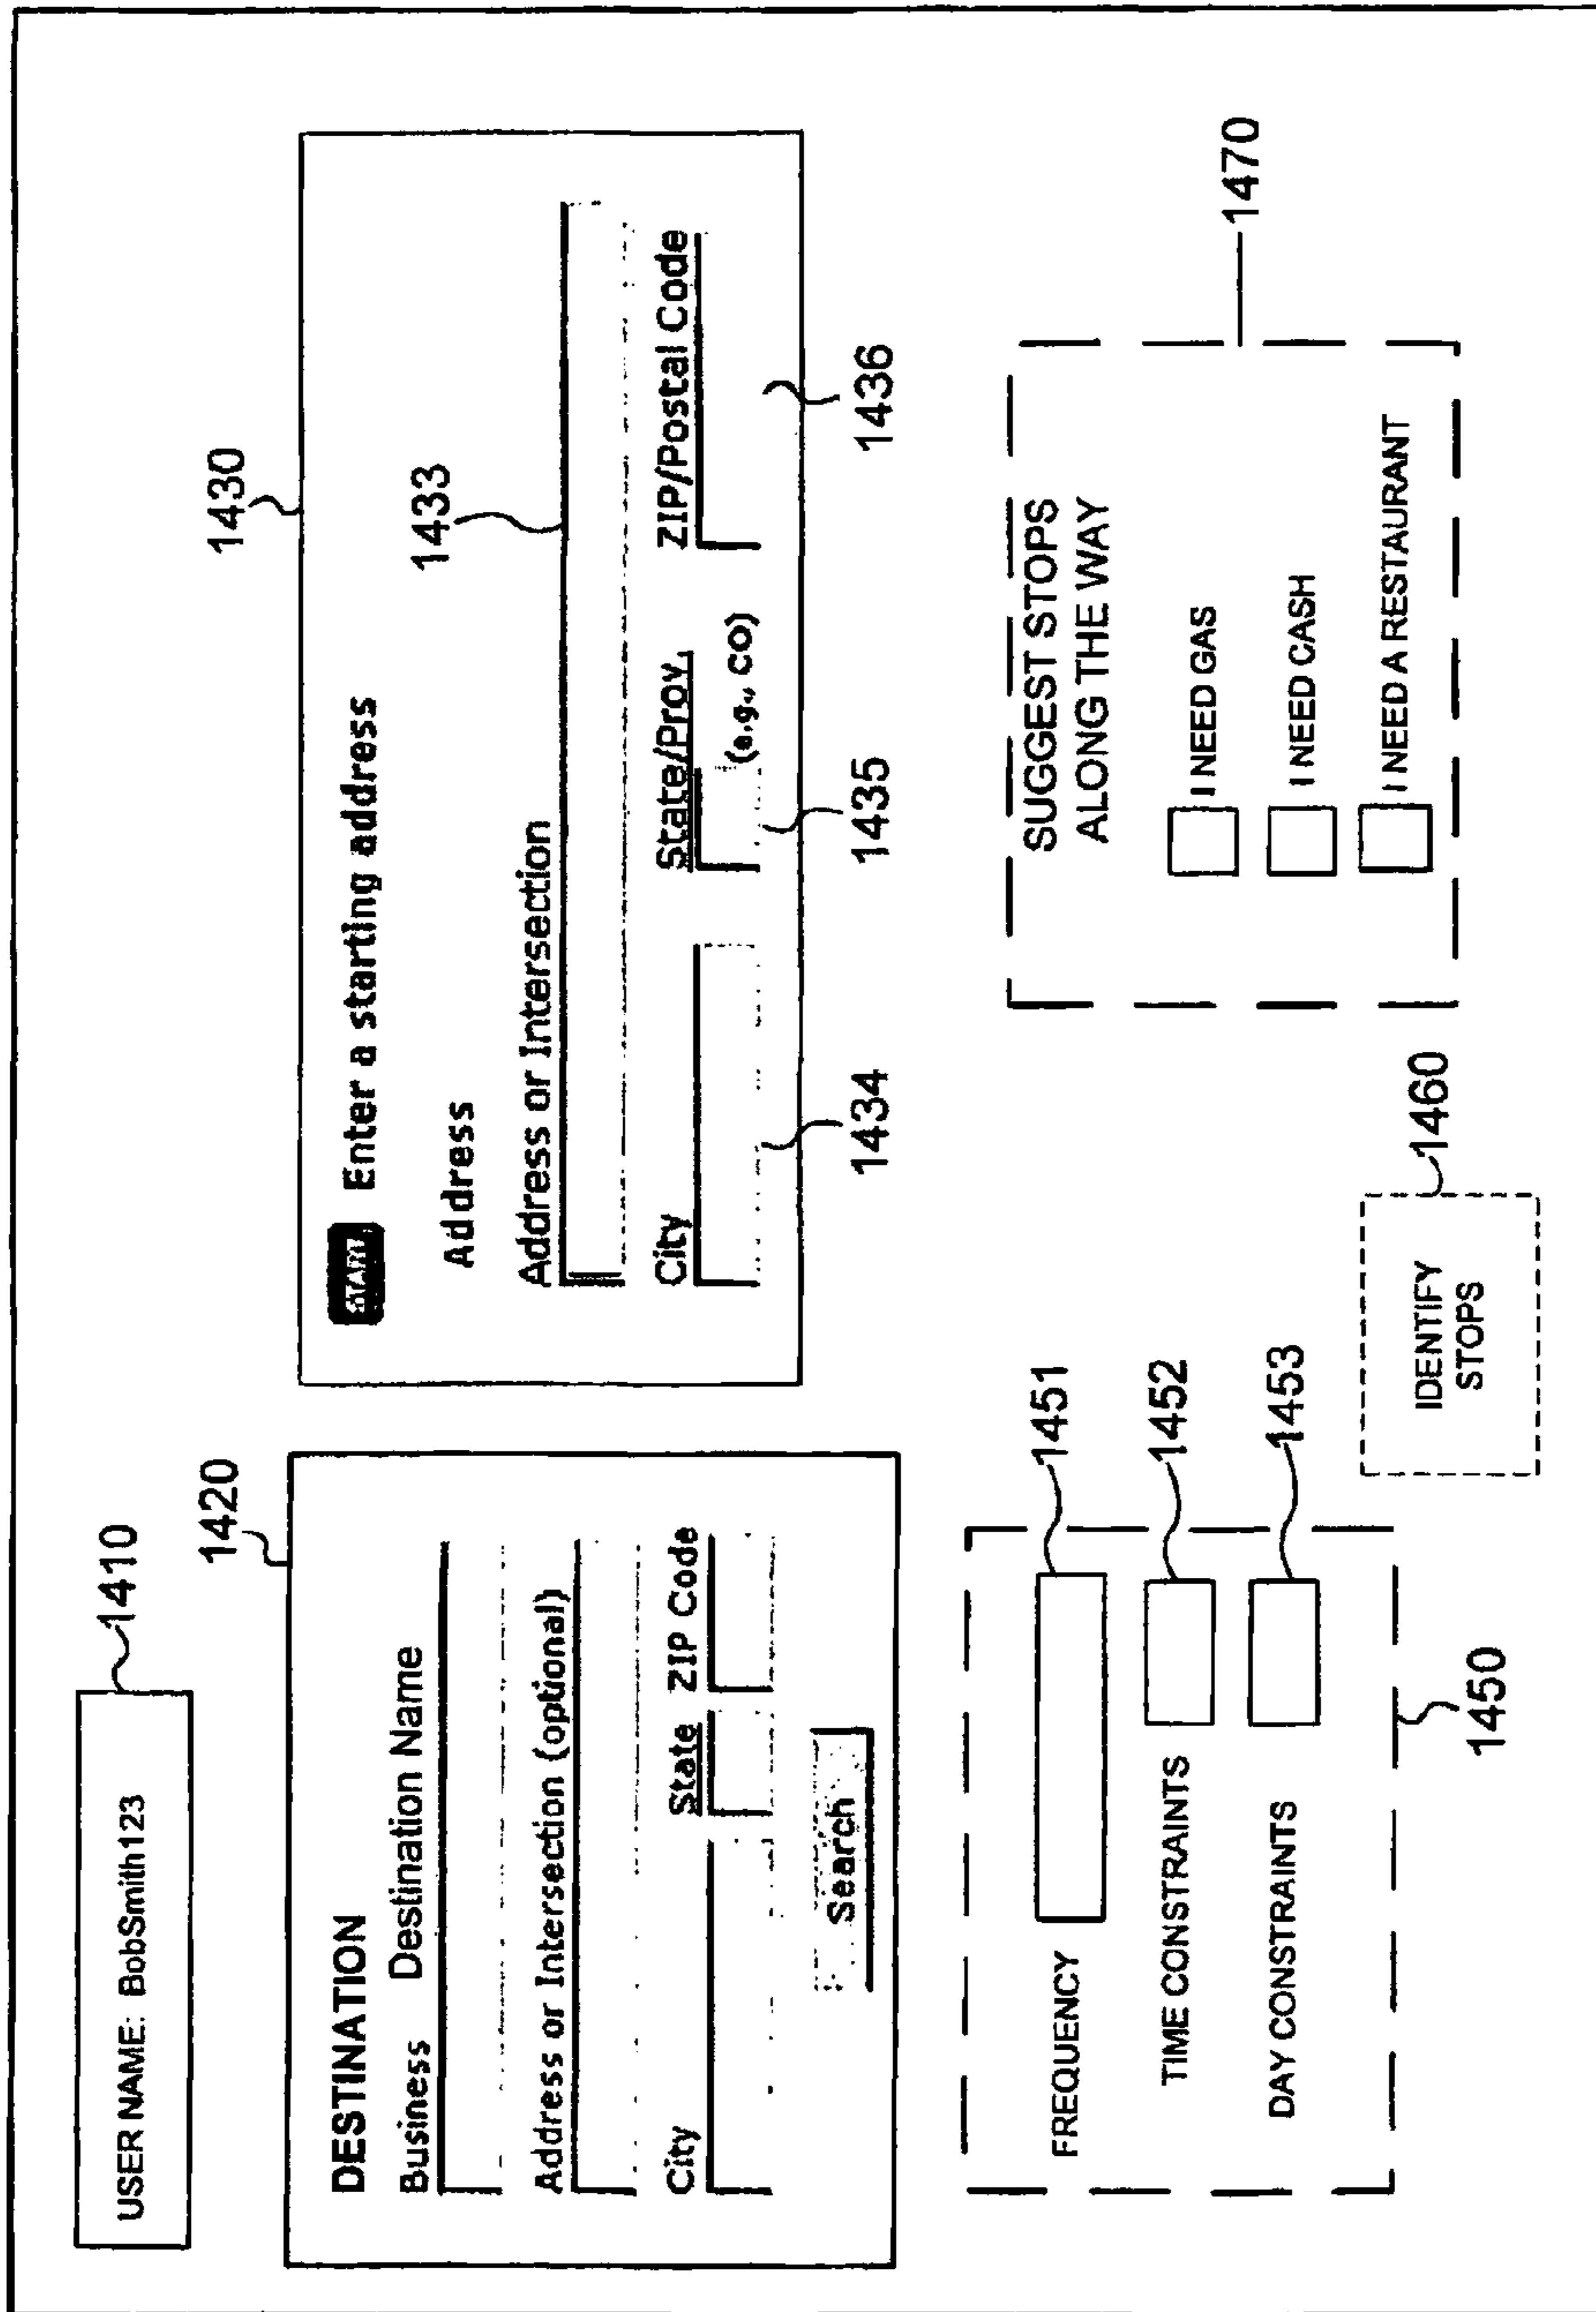 USER NAME: BobSmith123
1410
1420
DESTINATION
Business Destination Name
Address or Intersection (optional)
City State ZIP Code
Search
1430
START Enter a starting address
Address
1433
Address or Intersection
City State/Prov. ZIP/Postal Code
(e.g., CO)
1434 1435 1436
FREQUENCY
1451
TIME CONSTRAINTS
1452
DAY CONSTRAINTS
1453
1450
IDENTIFY
STOPS
1460
SUGGEST STOPS
ALONG THE WAY
I NEED GAS
I NEED CASH
I NEED A RESTAURANT
1470